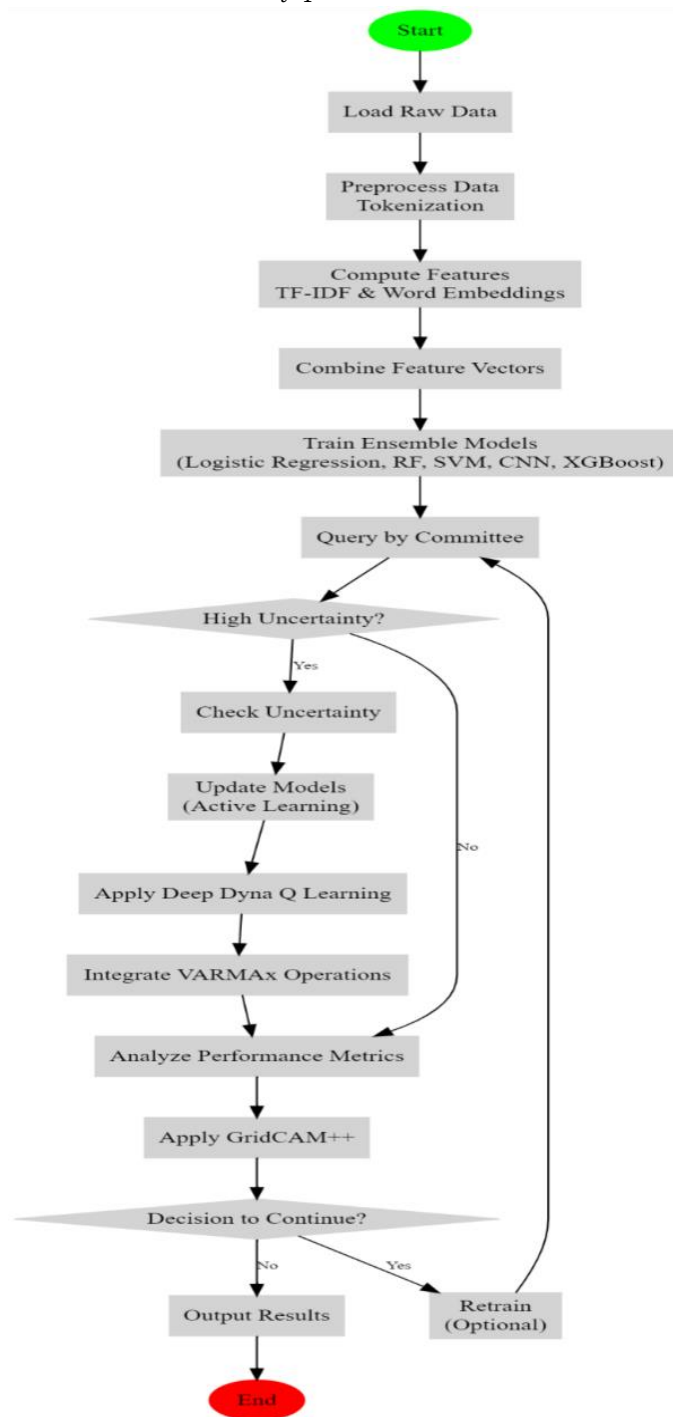 Start
Load Raw Data
Preprocess Data
Tokenization
Compute Features
TF-IDF & Word Embeddings
Combine Feature Vectors
Train Ensemble Models
(Logistic Regression, RF, SVM, CNN, XGBoost)
Query by Committee
High Uncertainty?
Yes
Check Uncertainty
Update Models
(Active Learning)
No
Apply Deep Dyna Q Learning
Integrate VARMAx Operations
Analyze Performance Metrics
Apply GridCAM++
Decision to Continue?
No
Yes
Output Results
Retrain
(Optional)
End